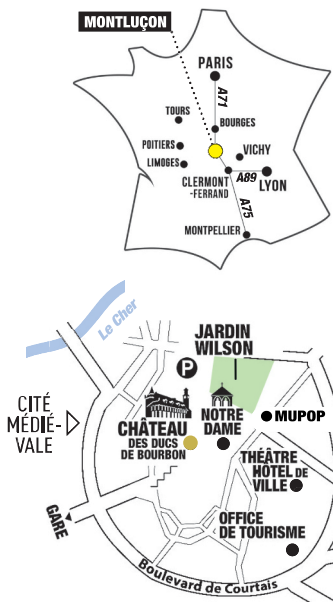 MONTLUÇON
PARIS
A71
TOURS
BOURGES
POITIERS
VICHY
LIMOGES
A89
CLERMONT
-FERRAND
LYON
A75
MONTPELLIER
Le Cher
JARDIN
WILSON
P
CITÉ
MÉDIÉ-
VALE
CHÂTEAU
DES DUCS
DE BOURBON
NOTRE
DAME
MUPOP
THÉÂTRE
HÔTEL DE
VILLE
GARE
OFFICE
DE TOURISME
Boulevard de Courtais